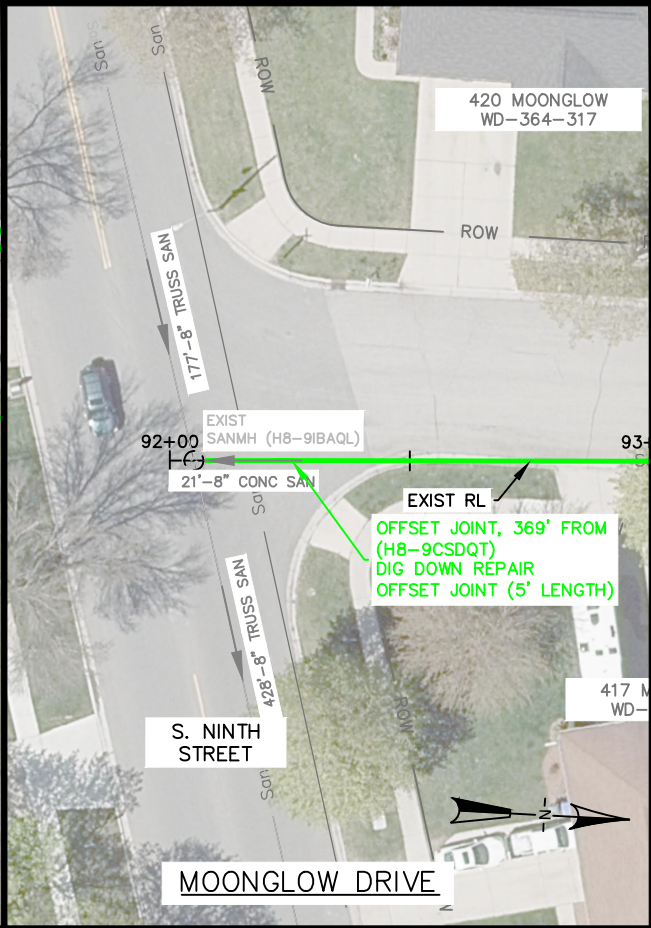 San
San
ROW
420 MOONGLOW
WD-364-317
ROW
177'-8" TRUSS SAN
EXIST
SANMH (H8-9IBAQL)
92+00
93+
21'-8" CONC SAN
San
EXIST RL
OFFSET JOINT, 369' FROM
(H8-9CSDQT)
DIG DOWN REPAIR
OFFSET JOINT (5' LENGTH)
428'-8" TRUSS SAN
417 M
WD-
ROW
S. NINTH
STREET
San
N
MOONGLOW DRIVE